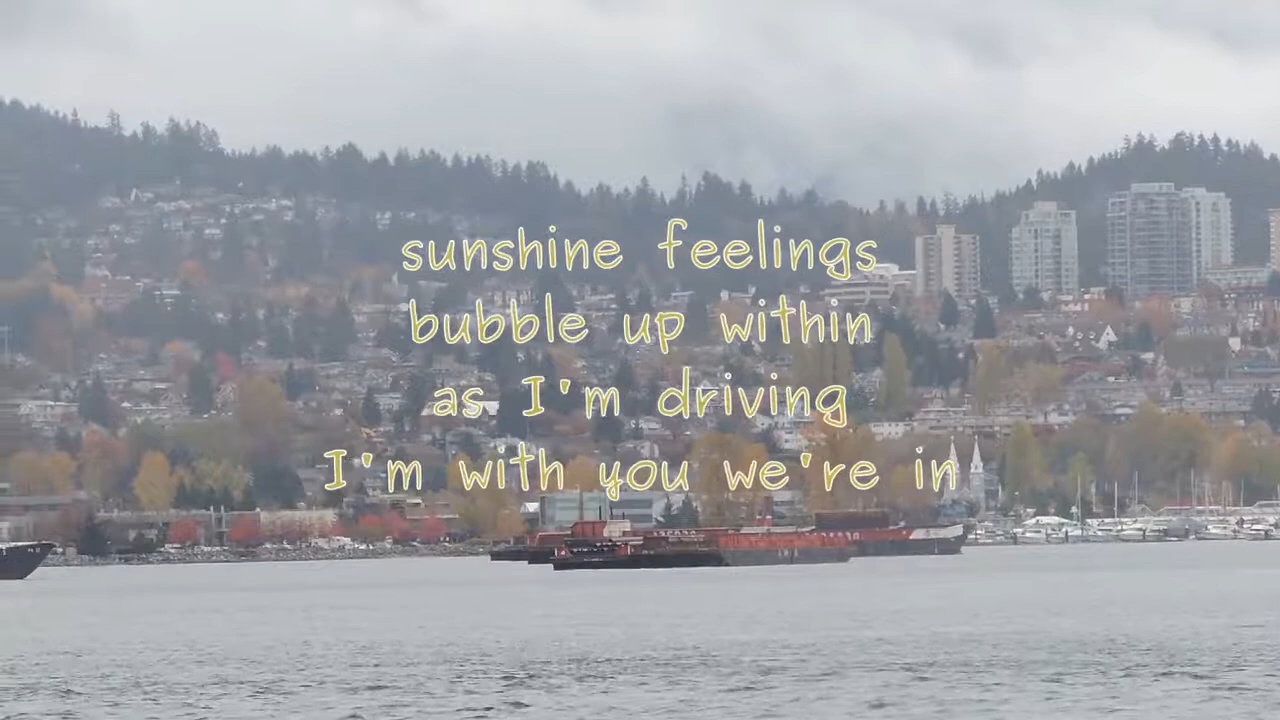 sunshine feelings
bubble up within
as I'm driving
I'm with you we're in